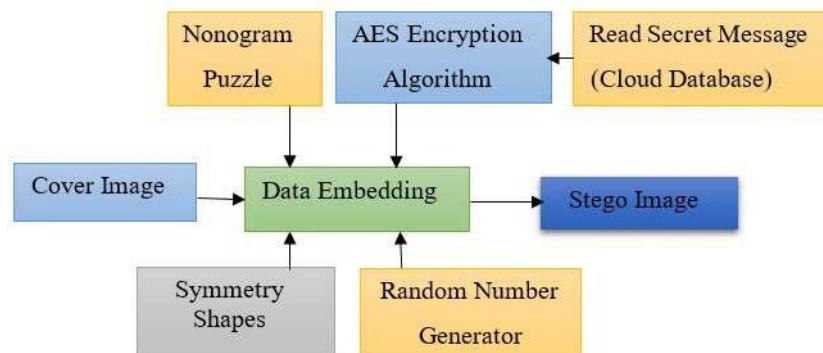 Nonogram
Puzzle
AES Encryption
Algorithm
Read Secret Message
(Cloud Database)
Cover Image
Data Embedding
Stego Image
Symmetry
Shapes
Random Number
Generator